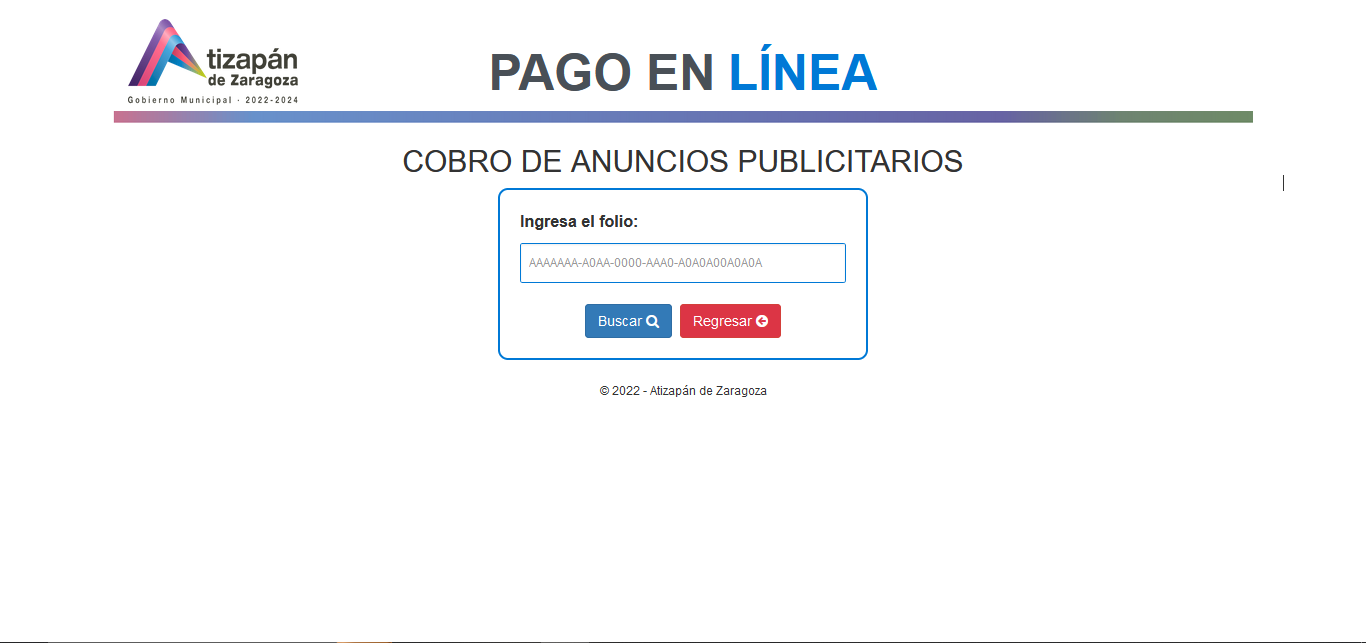 Atizapán
de Zaragoza
Gobierno Municipal · 2022-2024
PAGO EN LÍNEA
COBRO DE ANUNCIOS PUBLICITARIOS
Ingresa el folio:
AAAAAAA-A0AA-0000-AAA0-A0A0A00A0A0A
Buscar
Regresar
© 2022 - Atizapán de Zaragoza